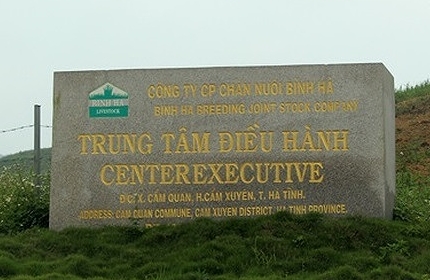 BINH HA
LIVESTOCK
CÔNG TY CP CHĂN NUÔI BÌNH HÀ
BINH HA BREEDING JOINT STOCK COMPANY
TRUNG TÂM ĐIỀU HÀNH
CENTEREXECUTIVE
Đ/C: X. CẨM QUAN, H. CẨM XUYÊN, T. HÀ TĨNH.
ADDRESS: CAM QUAN COMMUNE, CAM XUYEN DISTRICT, HA TINH PROVINCE.